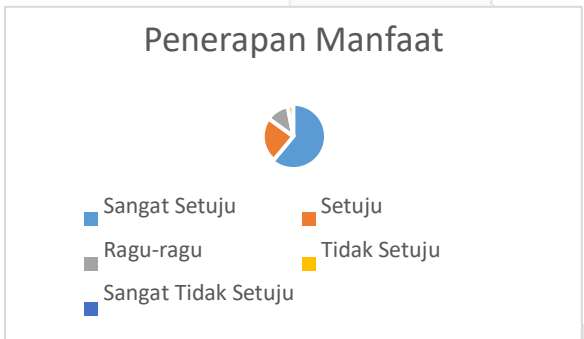 Penerapan Manfaat
Sangat Setuju
Setuju
Ragu-ragu
Tidak Setuju
Sangat Tidak Setuju